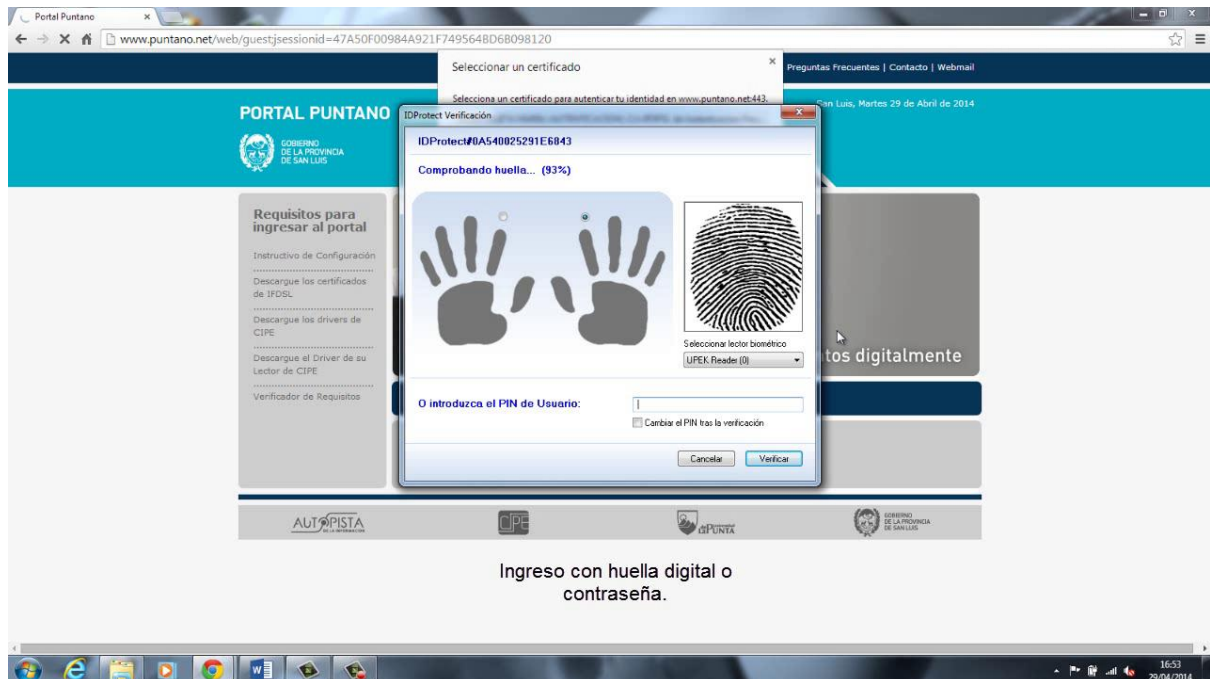 Portal Puntano
www.puntano.net/web/guest;jsessionid=47A50F00984A921F749564BD6B098120
Seleccionar un certificado
Preguntas Frecuentes | Contacto | Webmail
Selecciona un certificado para autenticar tu identidad en www.puntano.net:443.
San Luis, Martes 29 de Abril de 2014
PORTAL PUNTANO
GOBIERNO
DE LA PROVINCIA
DE SAN LUIS
IDProtect Verificación
IDProtect#0A540025291E6843
Comprobando huella... (93%)
Requisitos para
ingresar al portal
Instructivo de Configuración
Descargue los certificados
de IFDSL
Descargue los drivers de
CIPE
Descargue el Driver de su
Lector de CIPE
Verificador de Requisitos
Seleccionar lector biométrico
UPEK Reader (0)
tos digitalmente
O introduzca el PIN de Usuario:
Cambiar el PIN tras la verificación
Cancelar
Verificar
AUTOPISTA
DE LA INFORMACIÓN
CIPE
LA PUNTA
GOBIERNO
DE LA PROVINCIA
DE SAN LUIS
Ingreso con huella digital o
contraseña.
16:53
29/04/2014